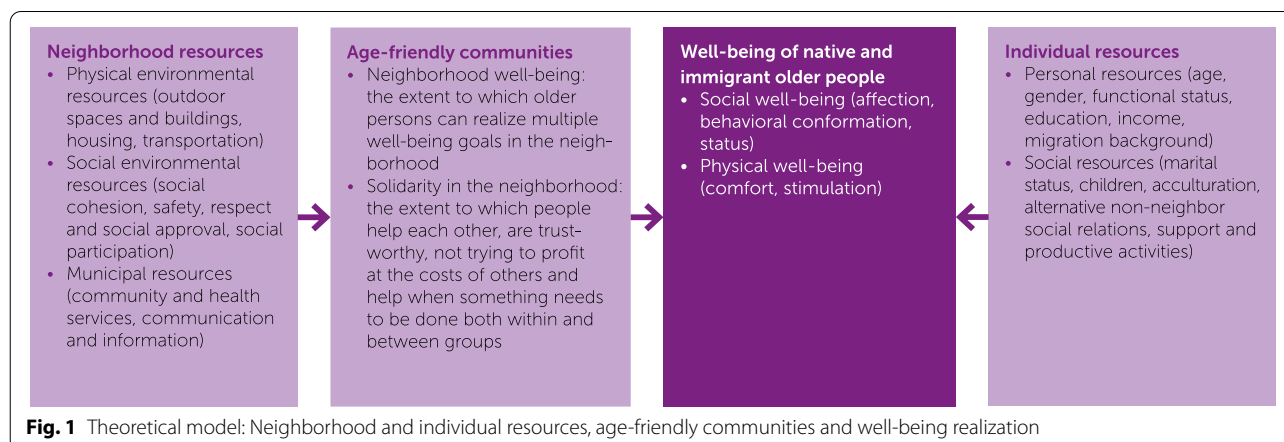 Neighborhood resources
• Physical environmental
resources (outdoor
spaces and buildings,
housing, transportation)
• Social environmental
resources (social
cohesion, safety, respect
and social approval, social
participation)
• Municipal resources
(community and health
services, communication
and information)
Age-friendly communities
• Neighborhood well-being:
the extent to which older
persons can realize multiple
well-being goals in the neigh-
borhood
• Solidarity in the neighborhood:
the extent to which people
help each other, are trust-
worthy, not trying to profit
at the costs of others and
help when something needs
to be done both within and
between groups
Well-being of native and
immigrant older people
• Social well-being (affection,
behavioral conformation,
status)
• Physical well-being
(comfort, stimulation)
Individual resources
• Personal resources (age,
gender, functional status,
education, income,
migration background)
• Social resources (marital
status, children, acculturation,
alternative non-neighbor
social relations, support and
productive activities)
Fig. 1 Theoretical model: Neighborhood and individual resources, age-friendly communities and well-being realization